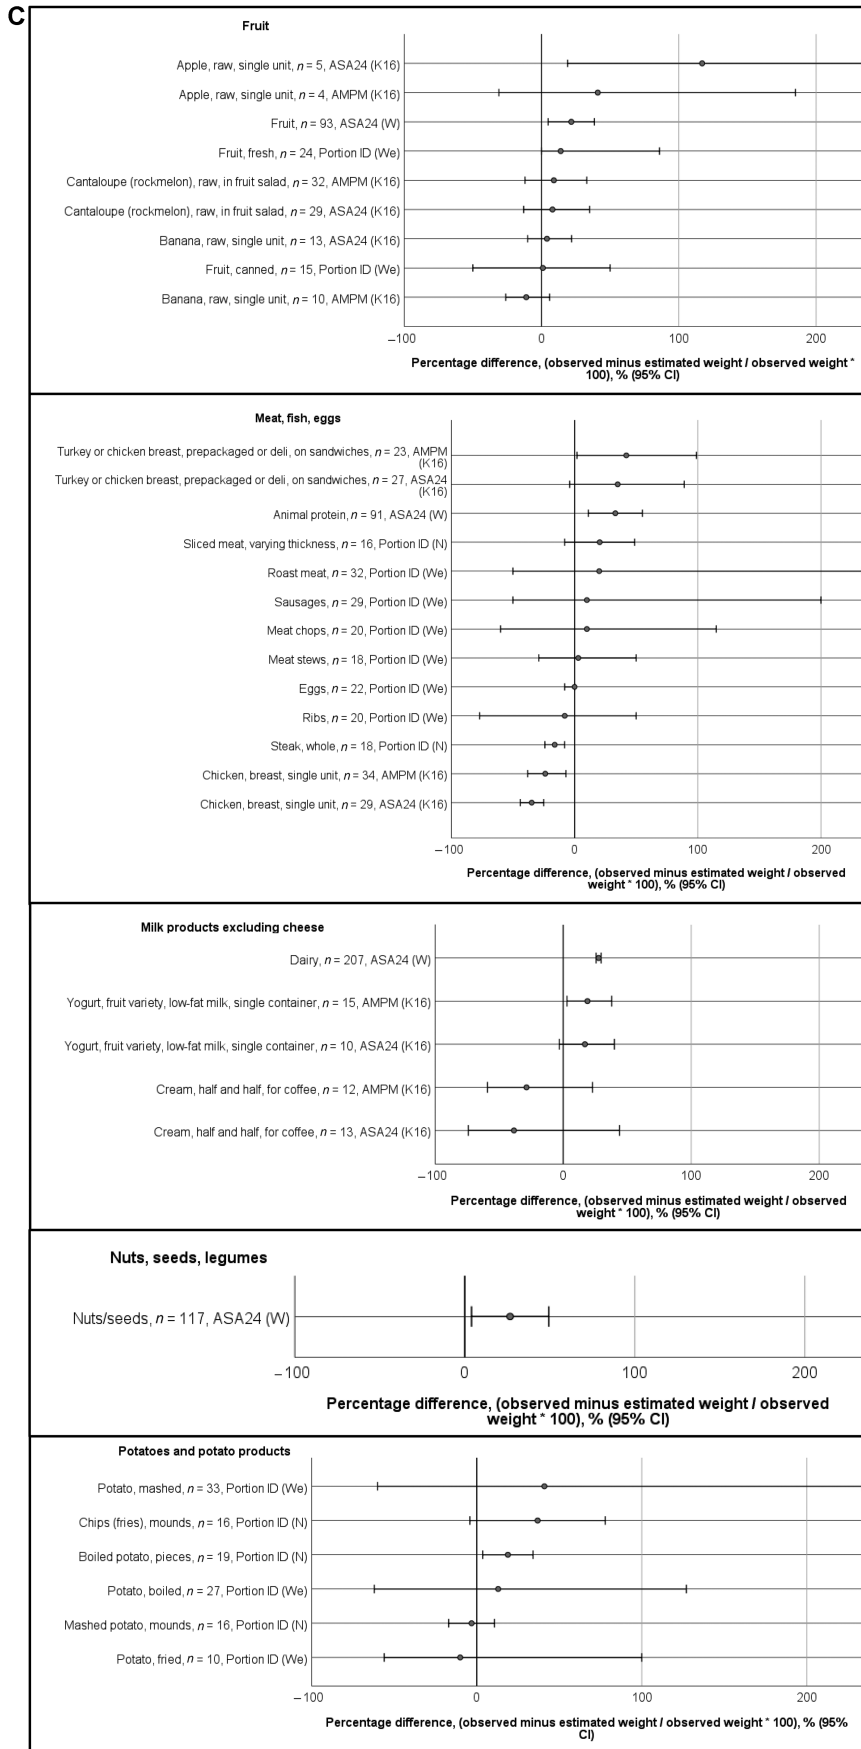 C
Fruit
Apple, raw, single unit, n = 5, ASA24 (K16)
Apple, raw, single unit, n = 4, AMPM (K16)
Fruit, n = 93, ASA24 (W)
Fruit, fresh, n = 24, Portion ID (We)
Cantaloupe (rockmelon), raw, in fruit salad, n = 32, AMPM (K16)
Cantaloupe (rockmelon), raw, in fruit salad, n = 29, ASA24 (K16)
Banana, raw, single unit, n = 13, ASA24 (K16)
Fruit, canned, n = 15, Portion ID (We)
Banana, raw, single unit, n = 10, AMPM (K16)
–100 0 100 200
Percentage difference, (observed minus estimated weight / observed weight *
100), % (95% CI)
Meat, fish, eggs
Turkey or chicken breast, prepackaged or deli, on sandwiches, n = 23, AMPM
(K16)
Turkey or chicken breast, prepackaged or deli, on sandwiches, n = 27, ASA24
(K16)
Animal protein, n = 91, ASA24 (W)
Sliced meat, varying thickness, n = 16, Portion ID (N)
Roast meat, n = 32, Portion ID (We)
Sausages, n = 29, Portion ID (We)
Meat chops, n = 20, Portion ID (We)
Meat stews, n = 18, Portion ID (We)
Eggs, n = 22, Portion ID (We)
Ribs, n = 20, Portion ID (We)
Steak, whole, n = 18, Portion ID (N)
Chicken, breast, single unit, n = 34, AMPM (K16)
Chicken, breast, single unit, n = 29, ASA24 (K16)
–100 0 100 200
Percentage difference, (observed minus estimated weight / observed
weight * 100), % (95% CI)
Milk products excluding cheese
Dairy, n = 207, ASA24 (W)
Yogurt, fruit variety, low-fat milk, single container, n = 15, AMPM (K16)
Yogurt, fruit variety, low-fat milk, single container, n = 10, ASA24 (K16)
Cream, half and half, for coffee, n = 12, AMPM (K16)
Cream, half and half, for coffee, n = 13, ASA24 (K16)
–100 0 100 200
Percentage difference, (observed minus estimated weight / observed
weight * 100), % (95% CI)
Nuts, seeds, legumes
Nuts/seeds, n = 117, ASA24 (W)
–100 0 100 200
Percentage difference, (observed minus estimated weight / observed
weight * 100), % (95% CI)
Potatoes and potato products
Potato, mashed, n = 33, Portion ID (We)
Chips (fries), mounds, n = 16, Portion ID (N)
Boiled potato, pieces, n = 19, Portion ID (N)
Potato, boiled, n = 27, Portion ID (We)
Mashed potato, mounds, n = 16, Portion ID (N)
Potato, fried, n = 10, Portion ID (We)
–100 0 100 200
Percentage difference, (observed minus estimated weight / observed weight * 100), % (95%
CI)